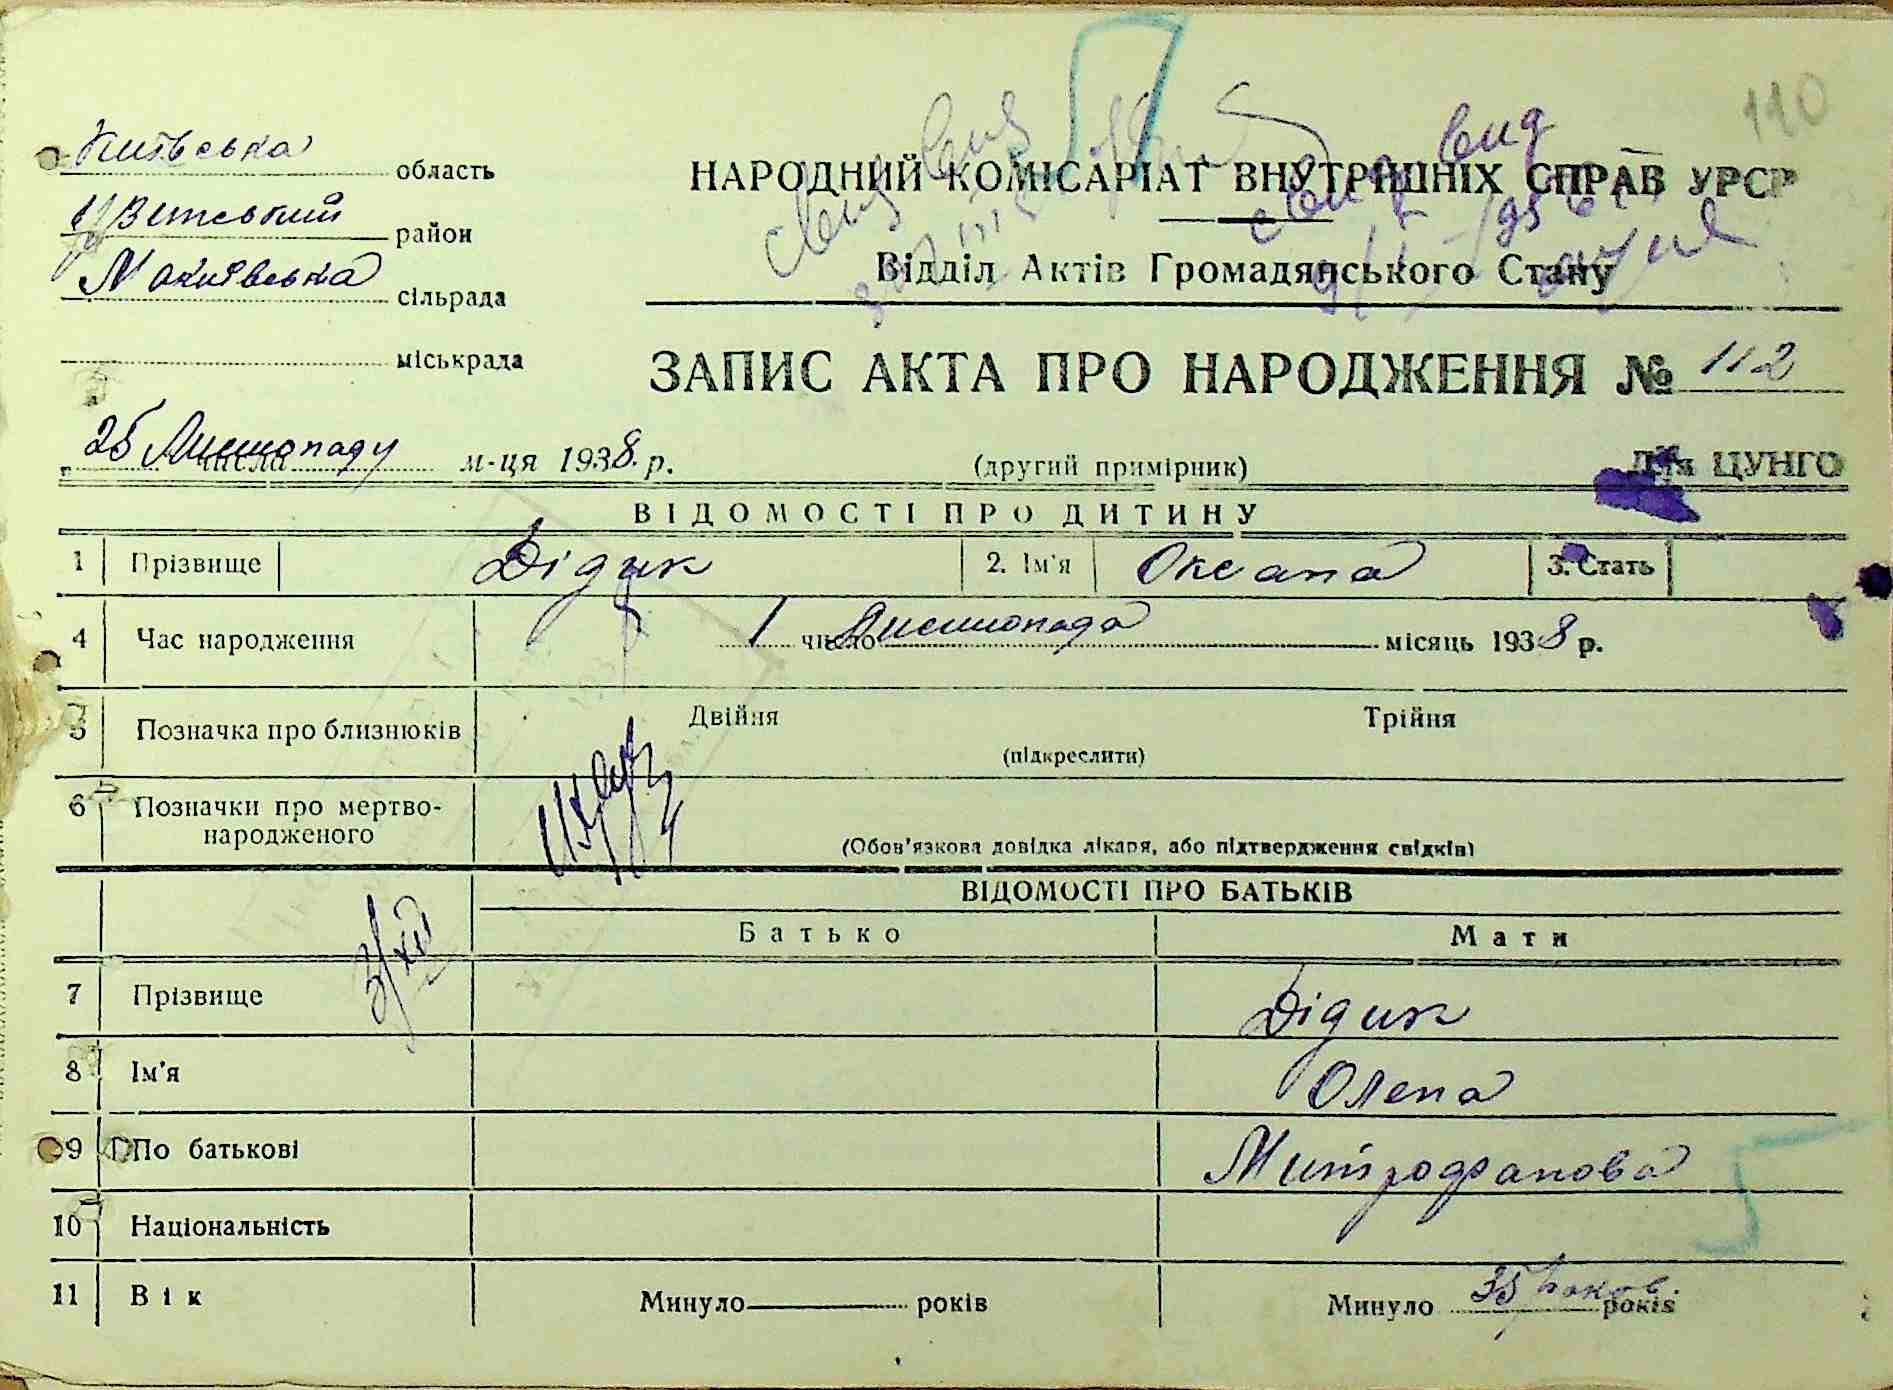 110
Київська область
район
Макіївська сільрада
міськрада
НАРОДНИЙ КОМІСАРІАТ ВНУТРІШНІХ СПРАВ УРСР
Відділ Актів Громадянського Стану
ЗАПИС АКТА ПРО НАРОДЖЕННЯ № 112
„25 Листопаду числа м-ця 1938 р.
(другий примірник)
Для ЦУНГО
ВІДОМОСТІ ПРО ДИТИНУ
1 Прізвище Дідик 2. Ім'я Оксана 3. Стать
4 Час народження 1 число Листопада місяць 1938 р.
5 Позначка про близнюків Двійня Трійня
(підкреслити)
6 Позначки про мертво-
народженого
(Обов'язкова довідка лікаря, або підтвердження свідків)
ВІДОМОСТІ ПРО БАТЬКІВ
Батько Мати
7 Прізвище Дідик
8 Ім'я Олена
9 По батькові Митрофанова
10 Національність
11 Вік Минуло років Минуло 35 років